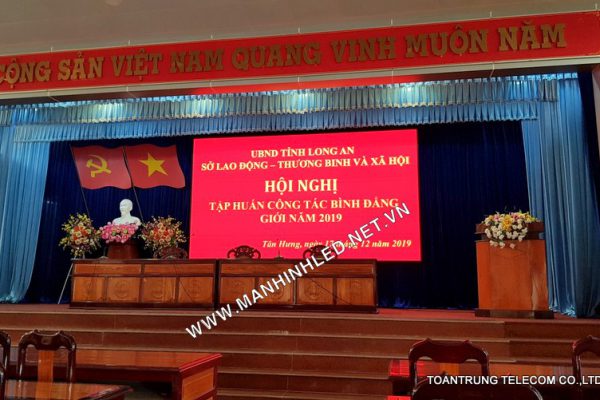 CỘNG SẢN VIỆT NAM QUANG VINH MUÔN NĂM
UBND TỈNH LONG AN
SỞ LAO ĐỘNG – THƯƠNG BINH VÀ XÃ HỘI
HỘI NGHỊ
TẬP HUẤN CÔNG TÁC BÌNH ĐẲNG
GIỚI NĂM 2019
Tân Hưng, ngày tháng 12 năm 2019
WWW.MANHINHLED.NET.VN
TOANTRUNG TELECOM CO.,LTD